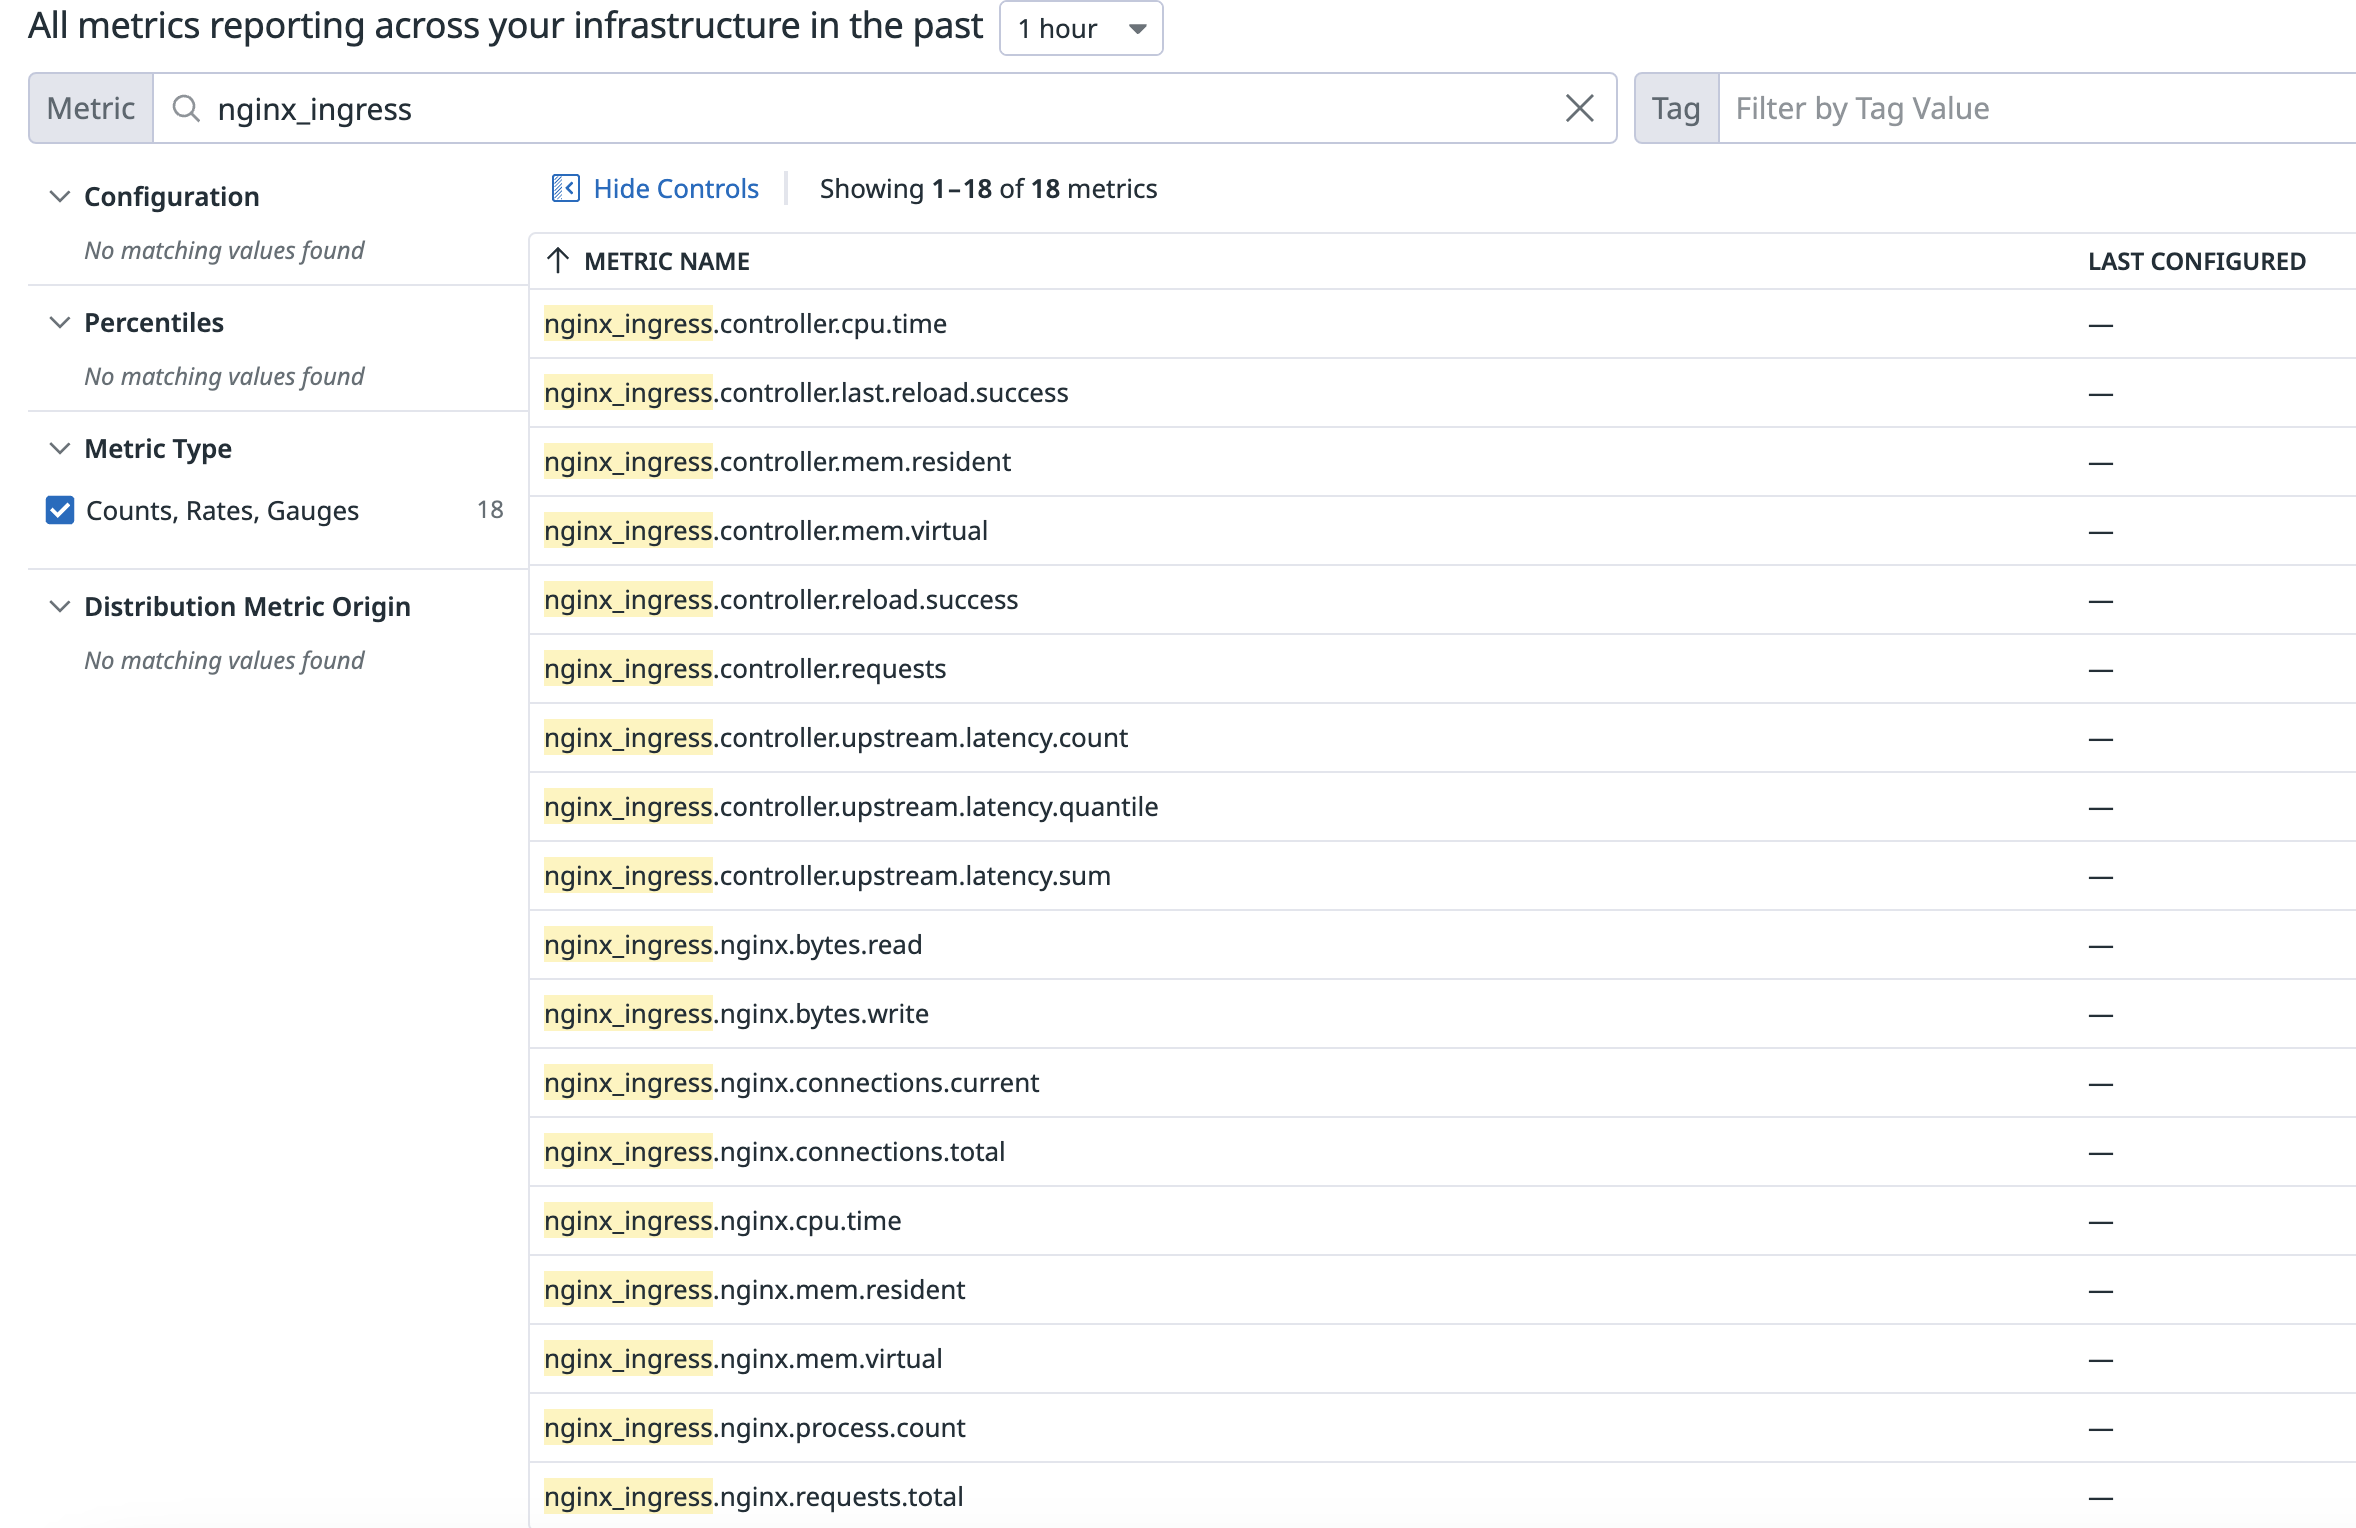 All metrics reporting across your infrastructure in the past 1 hour
Metric nginx_ingress Tag Filter by Tag Value
Configuration
No matching values found
Percentiles
No matching values found
Metric Type
Counts, Rates, Gauges 18
Distribution Metric Origin
No matching values found
Hide Controls Showing 1–18 of 18 metrics
METRIC NAME LAST CONFIGURED
nginx_ingress.controller.cpu.time —
nginx_ingress.controller.last.reload.success —
nginx_ingress.controller.mem.resident —
nginx_ingress.controller.mem.virtual —
nginx_ingress.controller.reload.success —
nginx_ingress.controller.requests —
nginx_ingress.controller.upstream.latency.count —
nginx_ingress.controller.upstream.latency.quantile —
nginx_ingress.controller.upstream.latency.sum —
nginx_ingress.nginx.bytes.read —
nginx_ingress.nginx.bytes.write —
nginx_ingress.nginx.connections.current —
nginx_ingress.nginx.connections.total —
nginx_ingress.nginx.cpu.time —
nginx_ingress.nginx.mem.resident —
nginx_ingress.nginx.mem.virtual —
nginx_ingress.nginx.process.count —
nginx_ingress.nginx.requests.total —